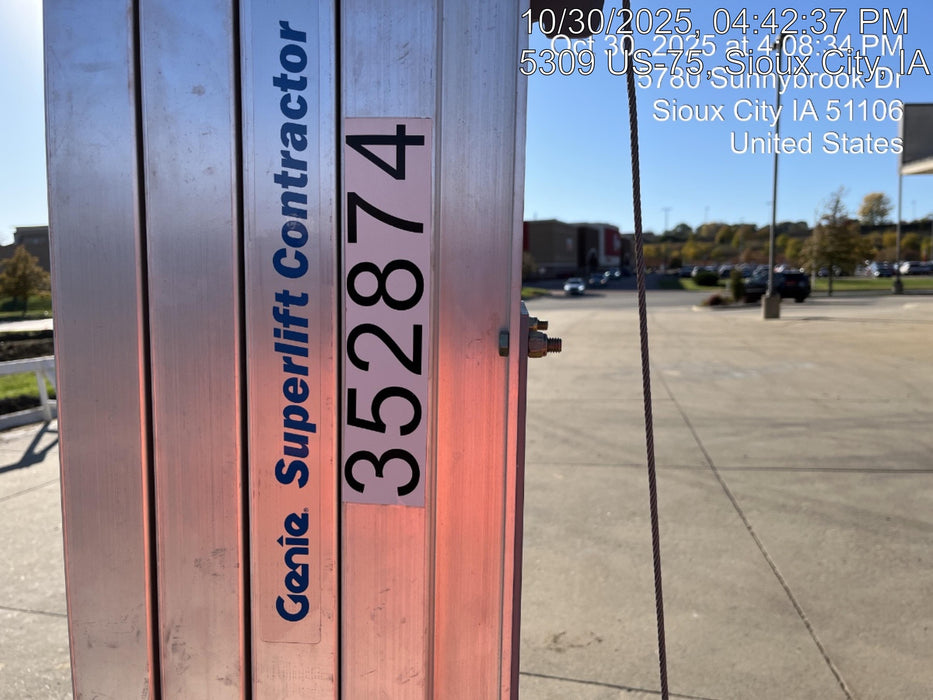 10/30/2025, 04:42:37 PM
Oct 30, 2025 at 4:08:34 PM
5309 US-75, Sioux City, IA
5780 Sunnybrook Dr
Sioux City IA 51106
United States
Genie® Superlift Contractor
352874